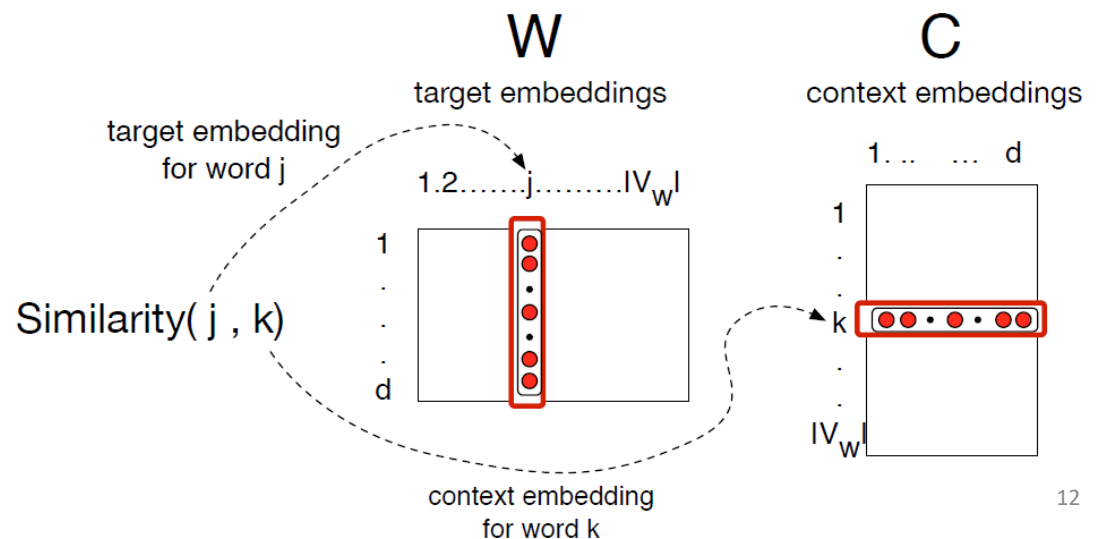 W
target embeddings
C
context embeddings
target embedding
for word j
1.2.......j.........|Vw|
1. .. ... d
1
.
.
.
d
1
.
.
k
.
.
|Vw|
Similarity( j , k)
context embedding
for word k
12